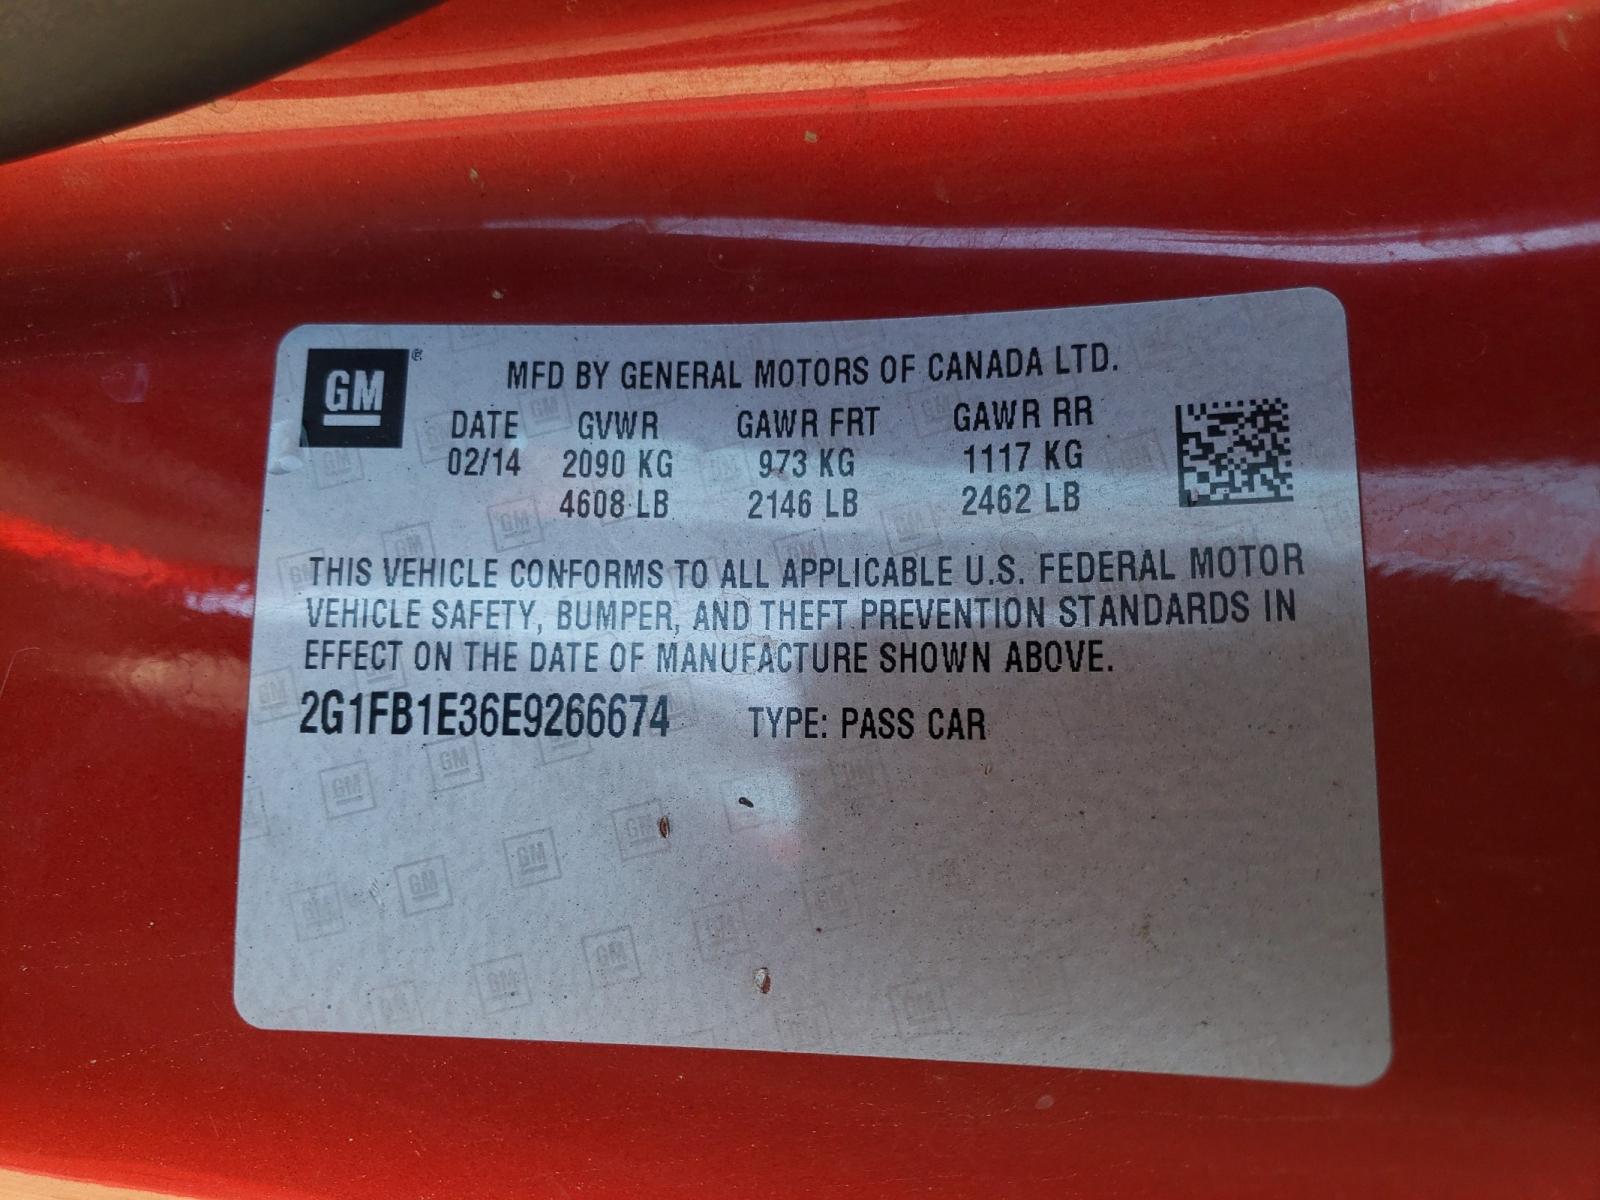 GM ®
MFD BY GENERAL MOTORS OF CANADA LTD.
DATE GVWR GAWR FRT GAWR RR
02/14 2090 KG 973 KG 1117 KG
4608 LB 2146 LB 2462 LB
THIS VEHICLE CONFORMS TO ALL APPLICABLE U.S. FEDERAL MOTOR
VEHICLE SAFETY, BUMPER, AND THEFT PREVENTION STANDARDS IN
EFFECT ON THE DATE OF MANUFACTURE SHOWN ABOVE.
2G1FB1E36E9266674 TYPE: PASS CAR